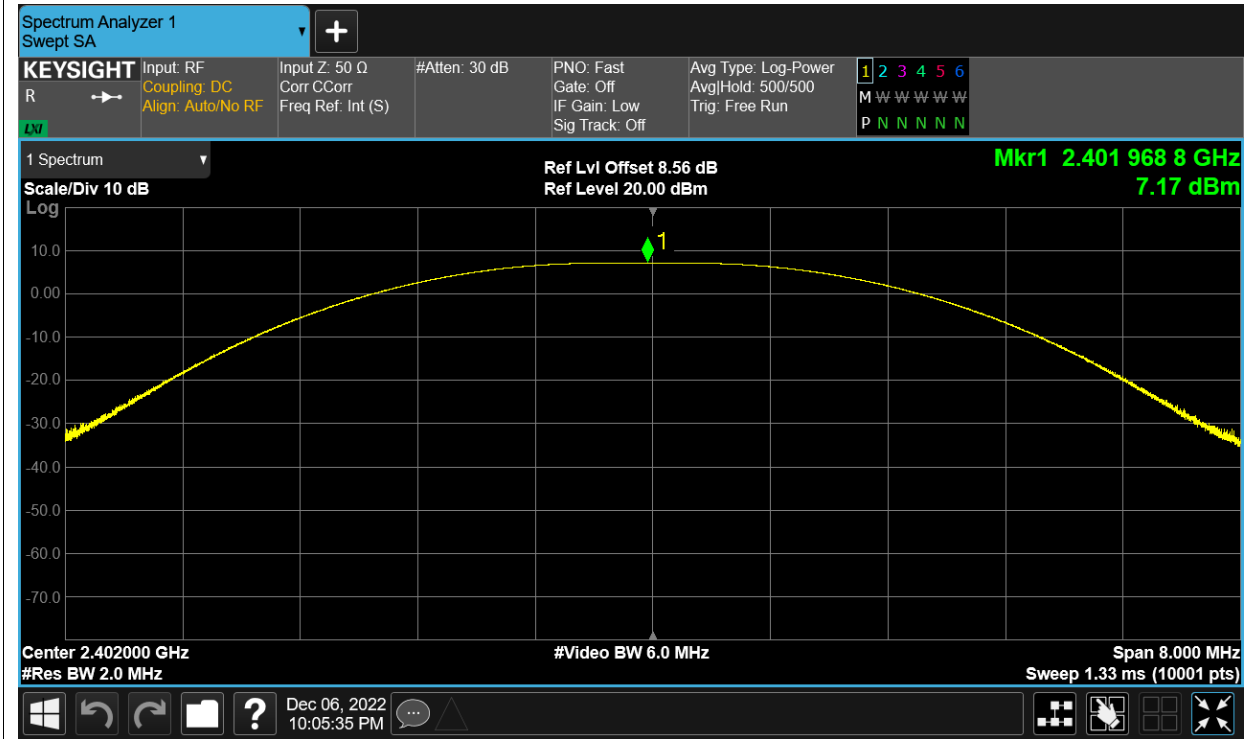 Spectrum Analyzer 1
Swept SA
KEYSIGHT
R
LXI
Input: RF
Coupling: DC
Align: Auto/No RF
Input Z: 50 Ω
Corr CCorr
Freq Ref: Int (S)
#Atten: 30 dB
PNO: Fast
Gate: Off
IF Gain: Low
Sig Track: Off
Avg Type: Log-Power
Avg|Hold: 500/500
Trig: Free Run
1 2 3 4 5 6
M W W W W W
P N N N N N
1 Spectrum
Scale/Div 10 dB
Log
Ref Lvl Offset 8.56 dB
Ref Level 20.00 dBm
Mkr1 2.401 968 8 GHz
7.17 dBm
1
10.0
0.00
-10.0
-20.0
-30.0
-40.0
-50.0
-60.0
-70.0
Center 2.402000 GHz
#Res BW 2.0 MHz
#Video BW 6.0 MHz
Span 8.000 MHz
Sweep 1.33 ms (10001 pts)
?
Dec 06, 2022
10:05:35 PM